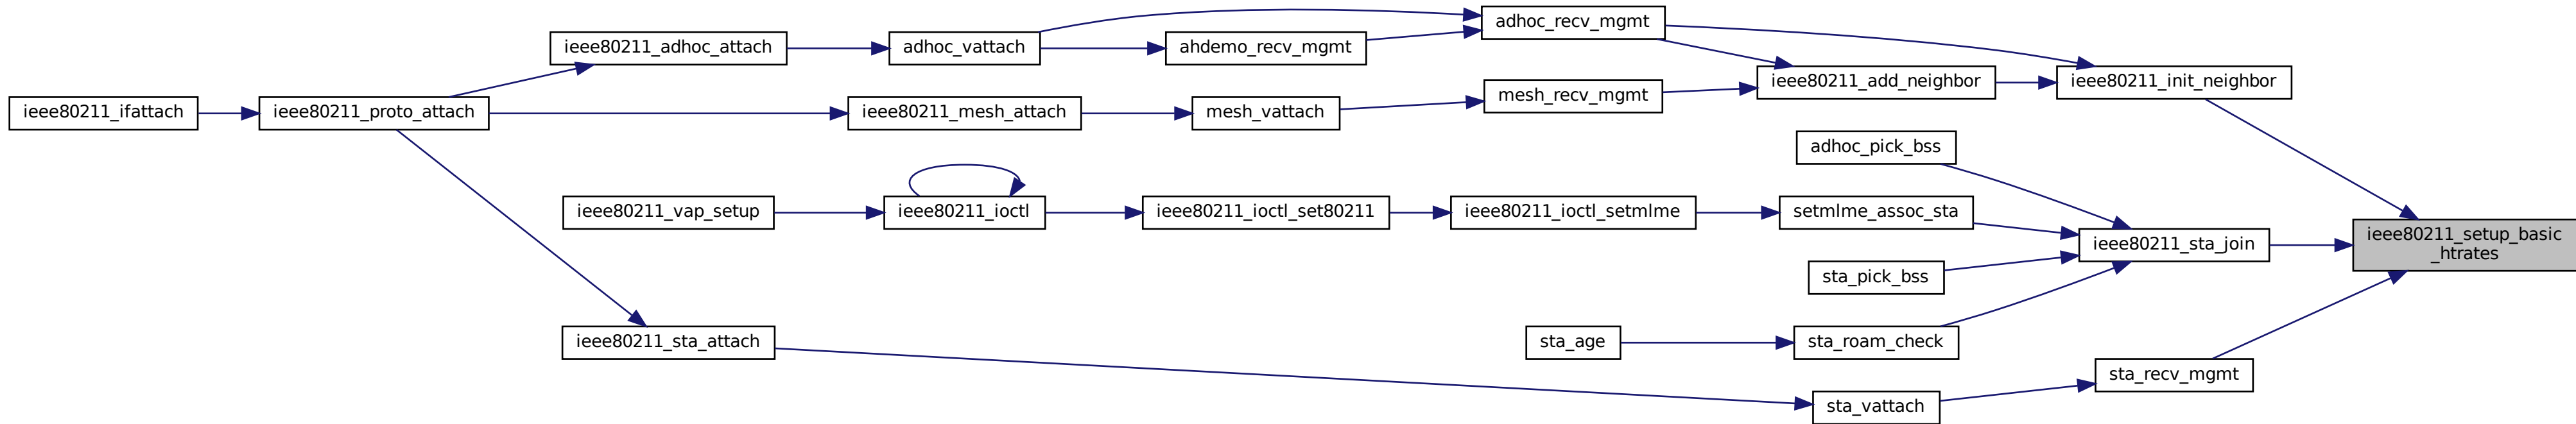 adhoc_recv_mgmt
ieee80211_adhoc_attach
adhoc_vattach
ahdemo_recv_mgmt
ieee80211_add_neighbor
ieee80211_init_neighbor
mesh_recv_mgmt
ieee80211_ifattach
ieee80211_proto_attach
ieee80211_mesh_attach
mesh_vattach
adhoc_pick_bss
ieee80211_vap_setup
ieee80211_ioctl
ieee80211_ioctl_set80211
ieee80211_ioctl_setmlme
setmlme_assoc_sta
ieee80211_sta_join
ieee80211_setup_basic
_htrates
sta_pick_bss
ieee80211_sta_attach
sta_age
sta_roam_check
sta_recv_mgmt
sta_vattach